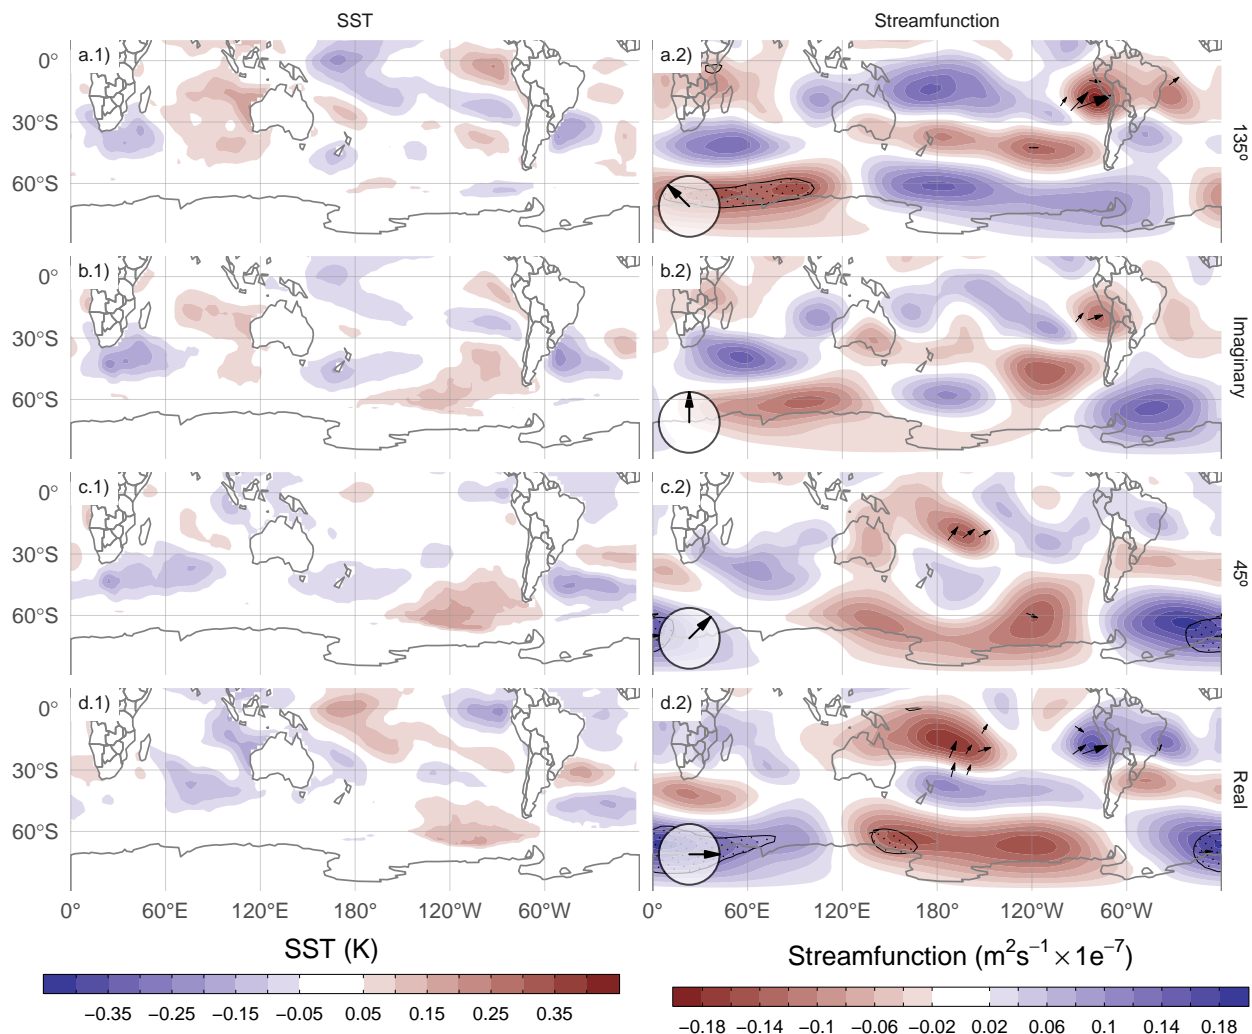 SST Streamfunction
a.1) a.2)
0°
30°S
60°S
135º
b.1) b.2)
0°
30°S
60°S
Imaginary
c.1) c.2)
0°
30°S
60°S
45º
d.1) d.2)
0°
30°S
60°S
Real
0° 60°E 120°E 180° 120°W 60°W 0° 60°E 120°E 180° 120°W 60°W
SST (K) Streamfunction (m²s⁻¹ × 1e⁻⁷)
−0.35 −0.25 −0.15 −0.05 0.05 0.15 0.25 0.35
−0.18 −0.14 −0.1 −0.06 −0.02 0.02 0.06 0.1 0.14 0.18